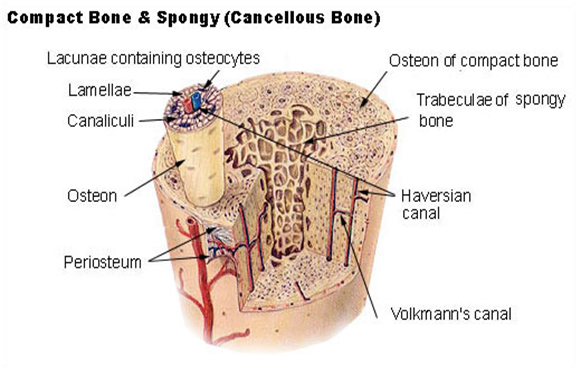 Compact Bone & Spongy (Cancellous Bone)
Lacunae containing osteocytes
Lamellae
Canaliculi
Osteon
Periosteum
Osteon of compact bone
Trabeculae of spongy
bone
Haversian
canal
Volkmann's canal